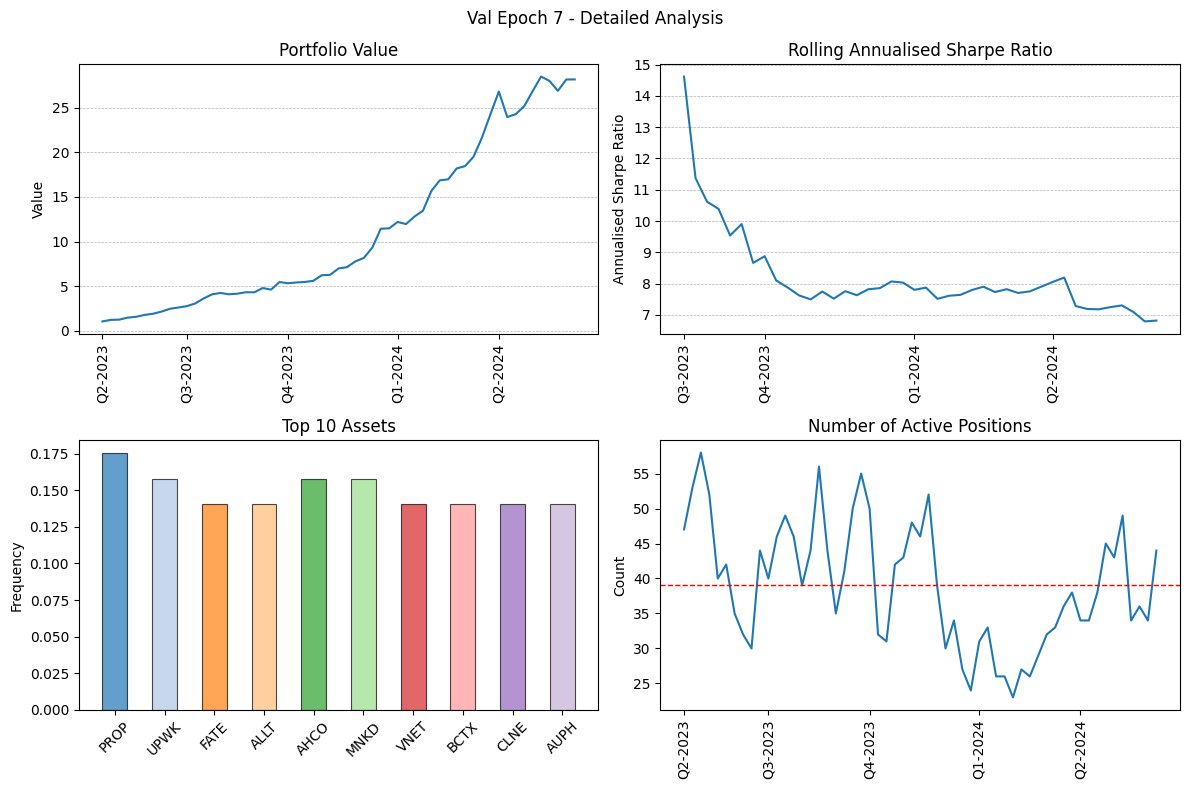 Val Epoch 7 - Detailed Analysis
Portfolio Value
Value
25
20
15
10
5
0
Q2-2023
Q3-2023
Q4-2023
Q1-2024
Q2-2024
Rolling Annualised Sharpe Ratio
Annualised Sharpe Ratio
15
14
13
12
11
10
9
8
7
Q3-2023
Q4-2023
Q1-2024
Q2-2024
Top 10 Assets
Frequency
0.175
0.150
0.125
0.100
0.075
0.050
0.025
0.000
PROP
UPWK
FATE
ALLT
AHCO
MNKD
VNET
BCTX
CLNE
AUPH
Number of Active Positions
Count
55
50
45
40
35
30
25
Q2-2023
Q3-2023
Q4-2023
Q1-2024
Q2-2024